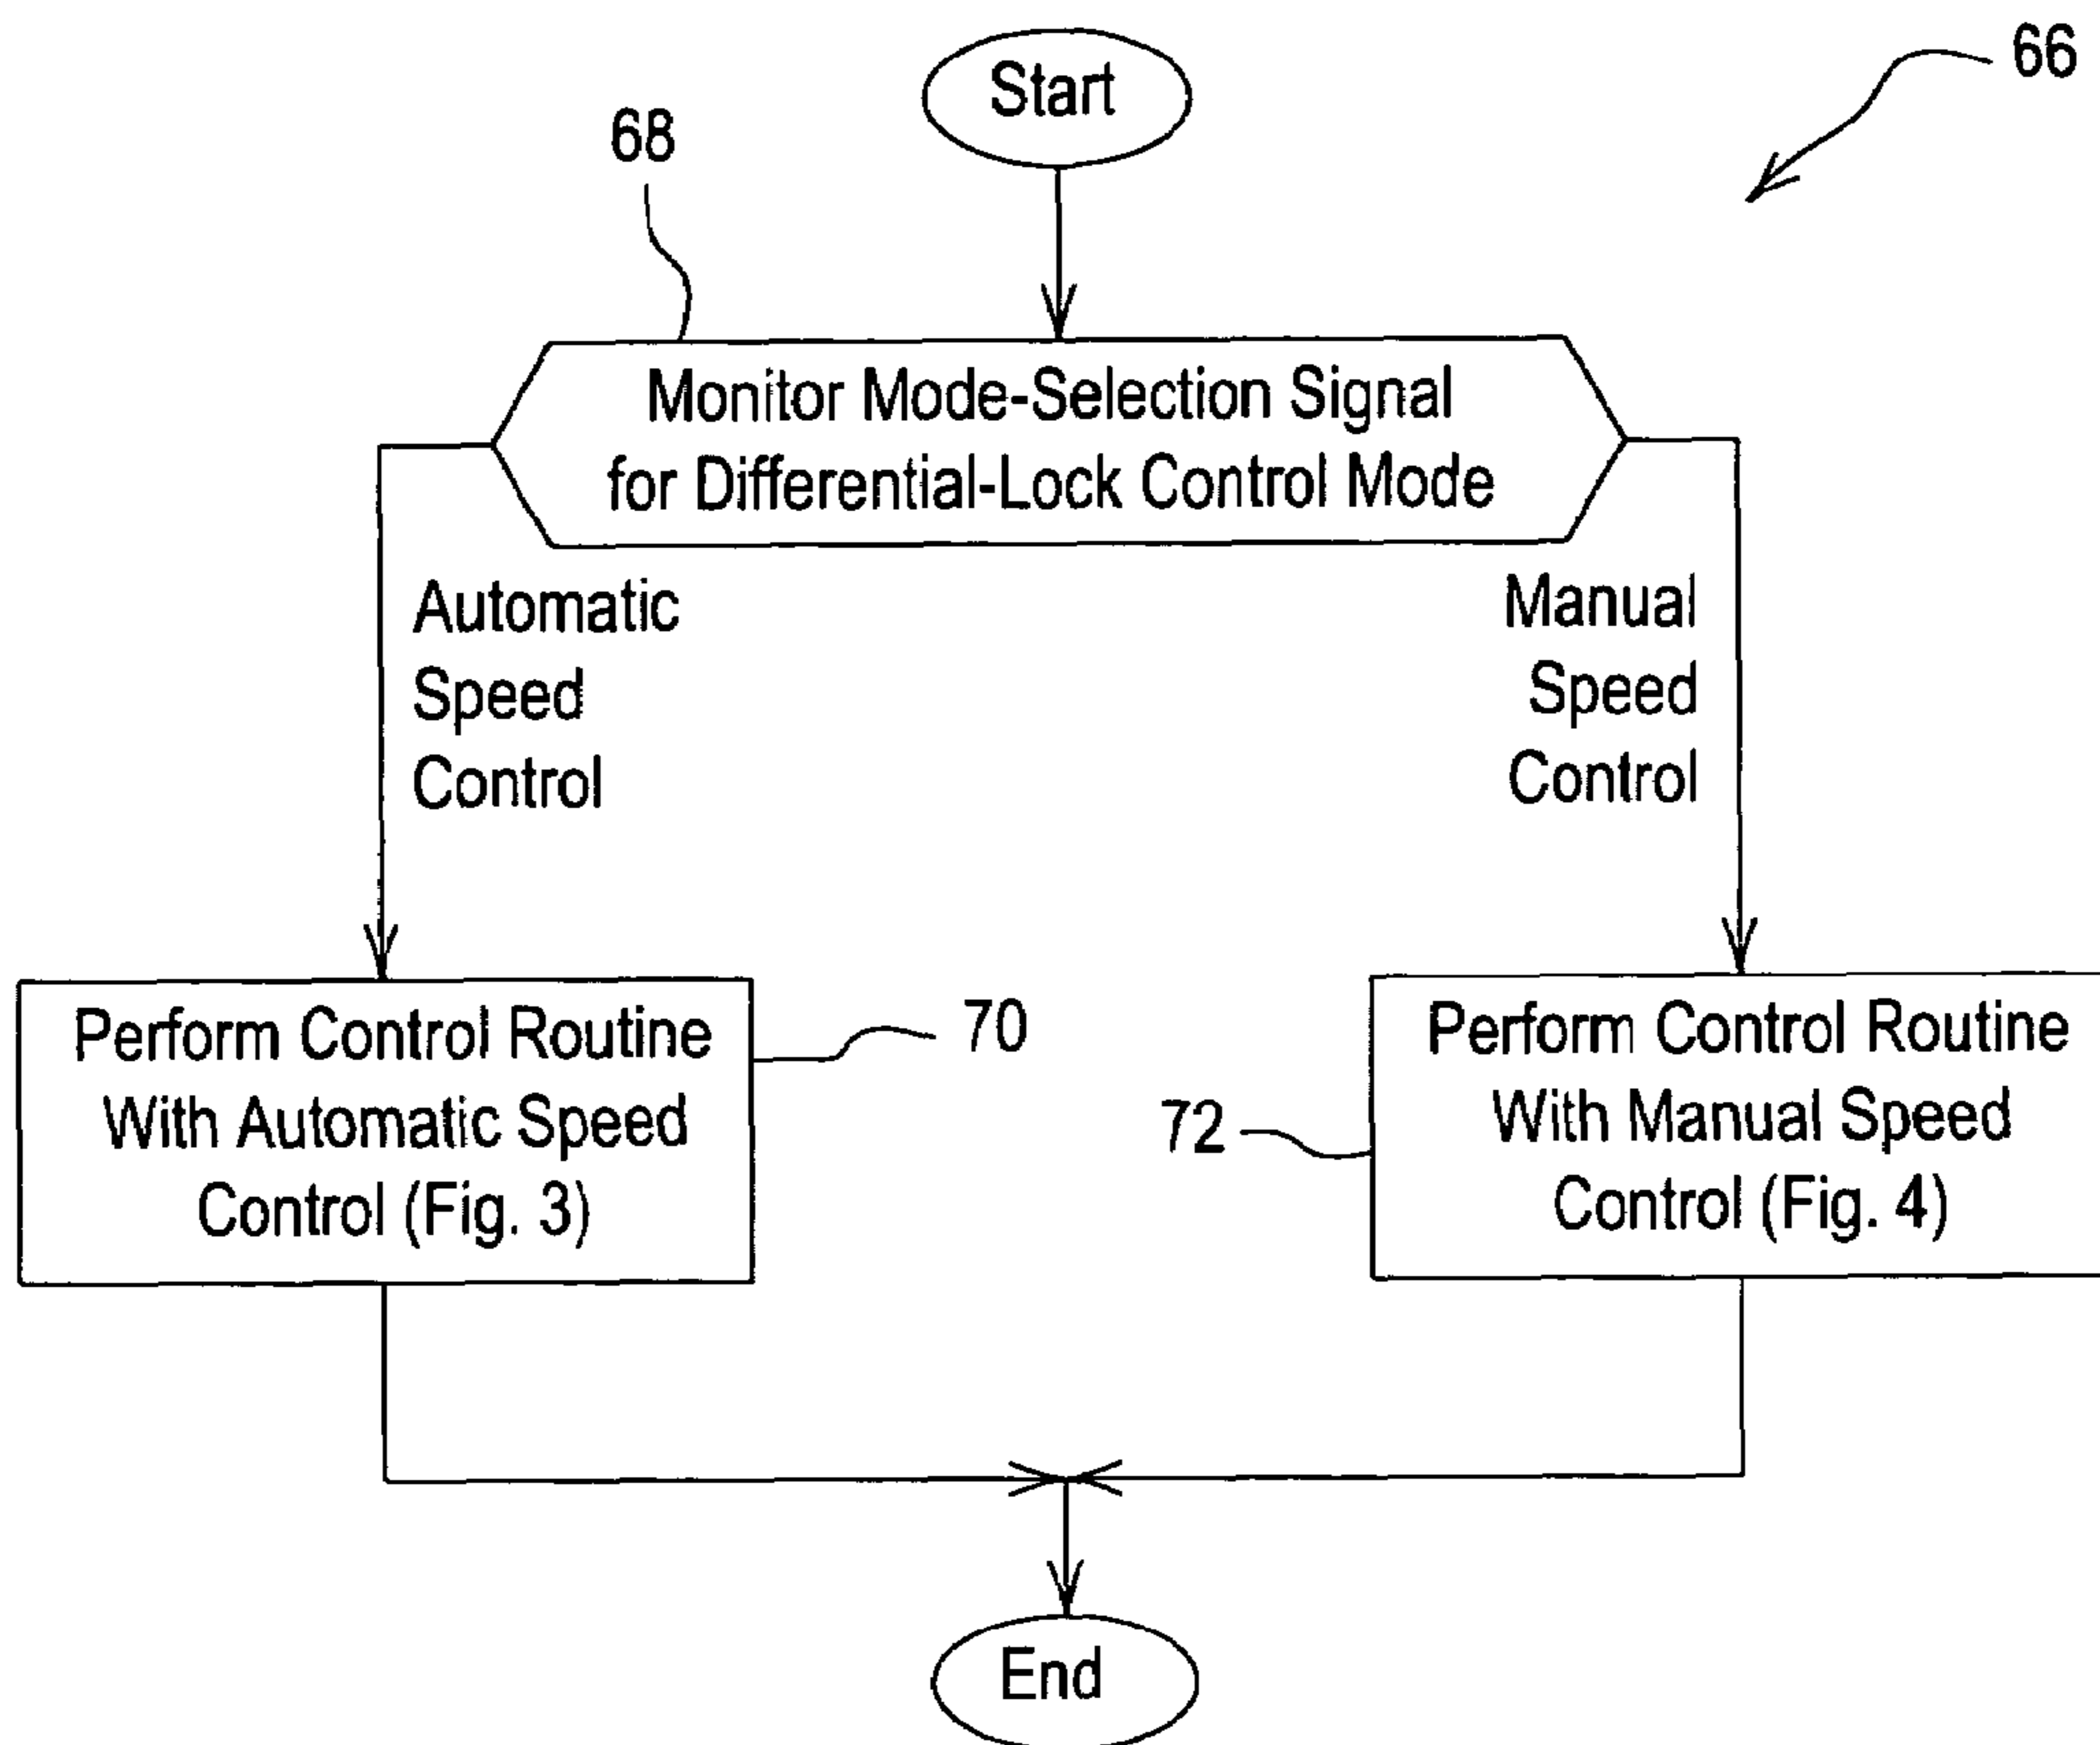 66
Start
68
Monitor Mode-Selection Signal
for Differential-Lock Control Mode
Automatic
Speed
Control
Manual
Speed
Control
Perform Control Routine
With Automatic Speed
Control (Fig. 3)
70
72
Perform Control Routine
With Manual Speed
Control (Fig. 4)
End